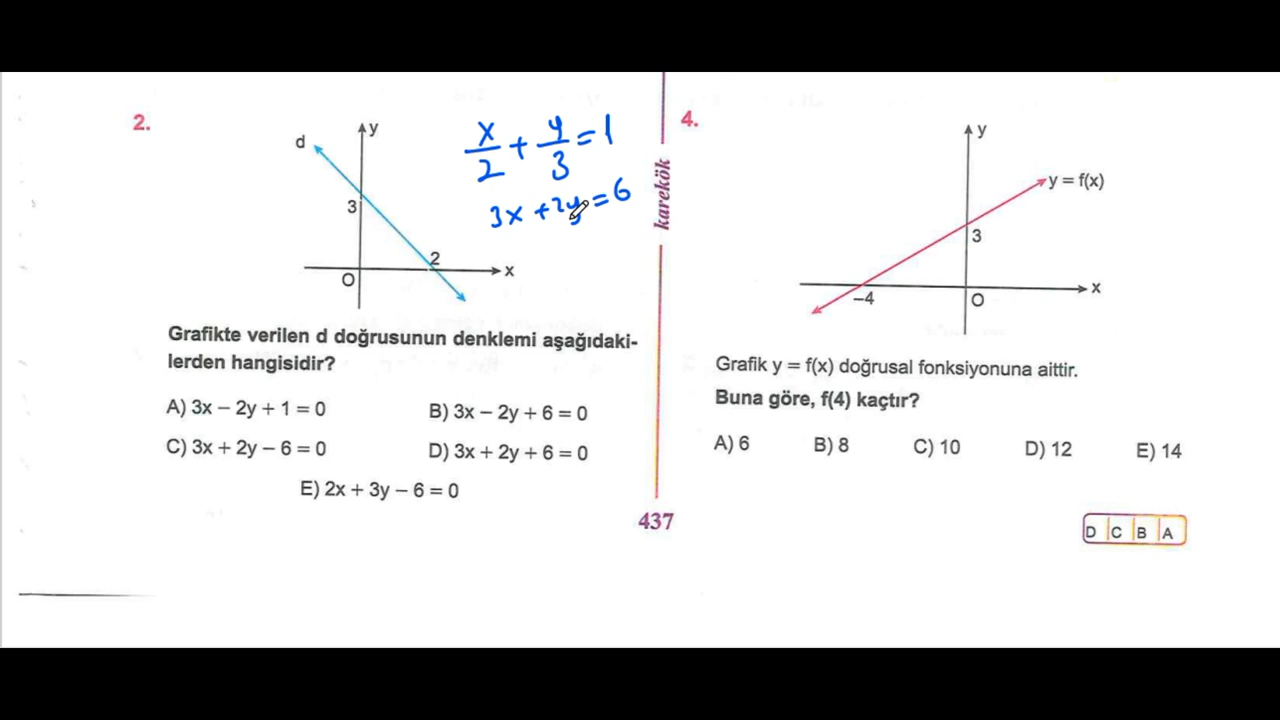 2.
d
y
3
2
x
O
x/2 + y/3 = 1
3x + 2y = 6
Grafikte verilen d doğrusunun denklemi aşağıdaki-
lerden hangisidir?
A) 3x − 2y + 1 = 0
B) 3x − 2y + 6 = 0
C) 3x + 2y − 6 = 0
D) 3x + 2y + 6 = 0
E) 2x + 3y − 6 = 0
karekök
437
4.
y
y = f(x)
3
x
−4
O
Grafik y = f(x) doğrusal fonksiyonuna aittir.
Buna göre, f(4) kaçtır?
A) 6 B) 8 C) 10 D) 12 E) 14
D C B A